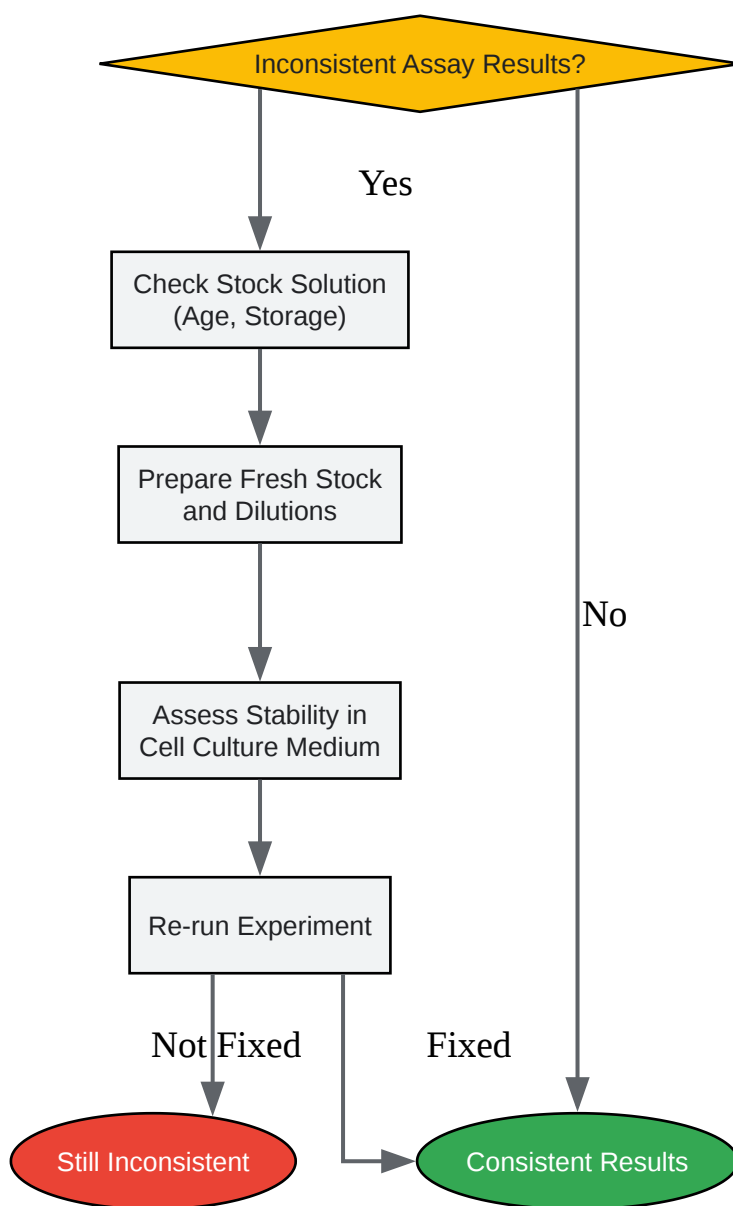 Inconsistent Assay Results?
Yes
Check Stock Solution
(Age, Storage)
Prepare Fresh Stock
and Dilutions
No
Assess Stability in
Cell Culture Medium
Re-run Experiment
Not Fixed
Fixed
Still Inconsistent
Consistent Results